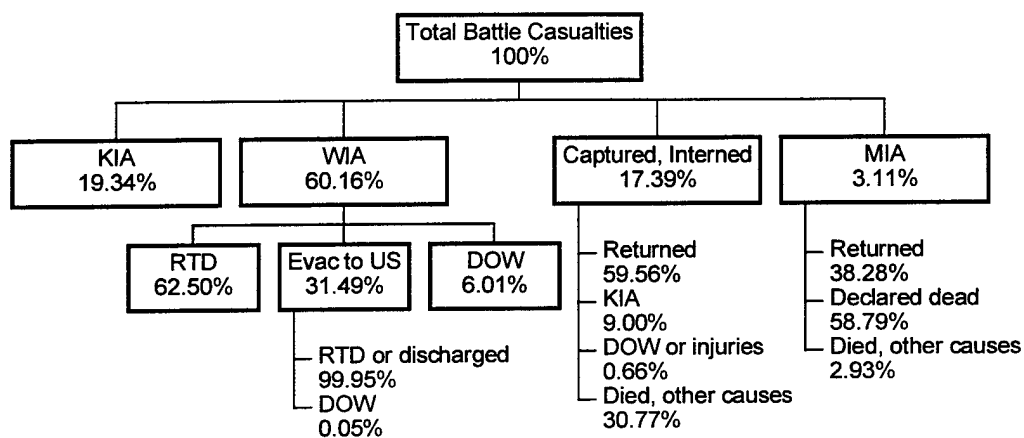 Total Battle Casualties
100%
KIA
19.34%
WIA
60.16%
Captured, Interned
17.39%
MIA
3.11%
RTD
62.50%
Evac to US
31.49%
DOW
6.01%
RTD or discharged
99.95%
DOW
0.05%
Returned
59.56%
KIA
9.00%
DOW or injuries
0.66%
Died, other causes
30.77%
Returned
38.28%
Declared dead
58.79%
Died, other causes
2.93%